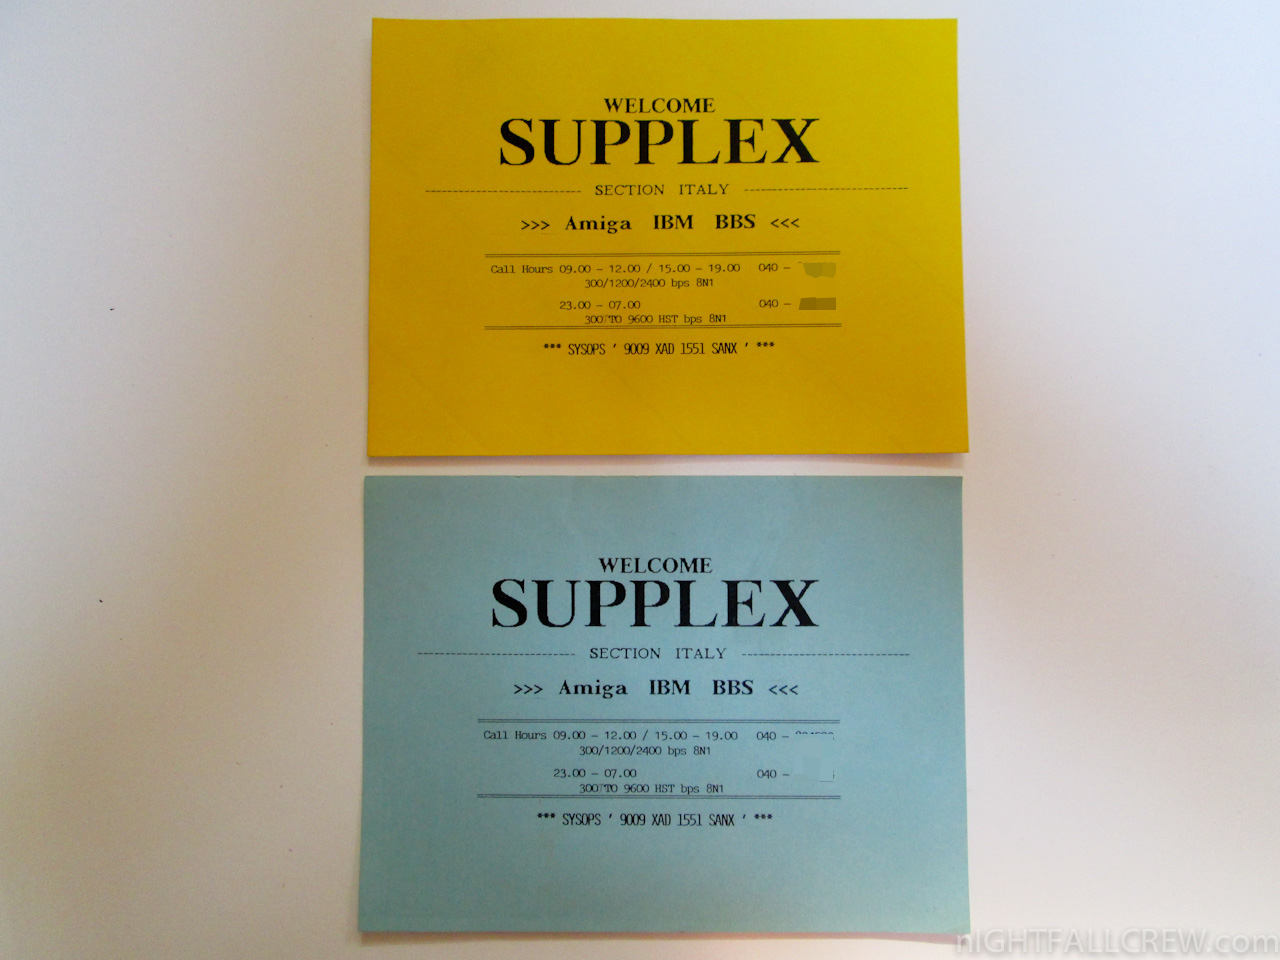 WELCOME
SUPPLEX
SECTION ITALY
>>> Amiga IBM BBS <<<
Call Hours 09.00 - 12.00 / 15.00 - 19.00 040 -
300/1200/2400 bps 8N1
23.00 - 07.00 040 -
300 TO 9600 HST bps 8N1
*** SYSOPS ' 9009 XAD 1551 SANX ' ***
WELCOME
SUPPLEX
SECTION ITALY
>>> Amiga IBM BBS <<<
Call Hours 09.00 - 12.00 / 15.00 - 19.00 040 -
300/1200/2400 bps 8N1
23.00 - 07.00 040 -
300 TO 9600 HST bps 8N1
*** SYSOPS ' 9009 XAD 1551 SANX ' ***
nIGHTFALLCREW.com